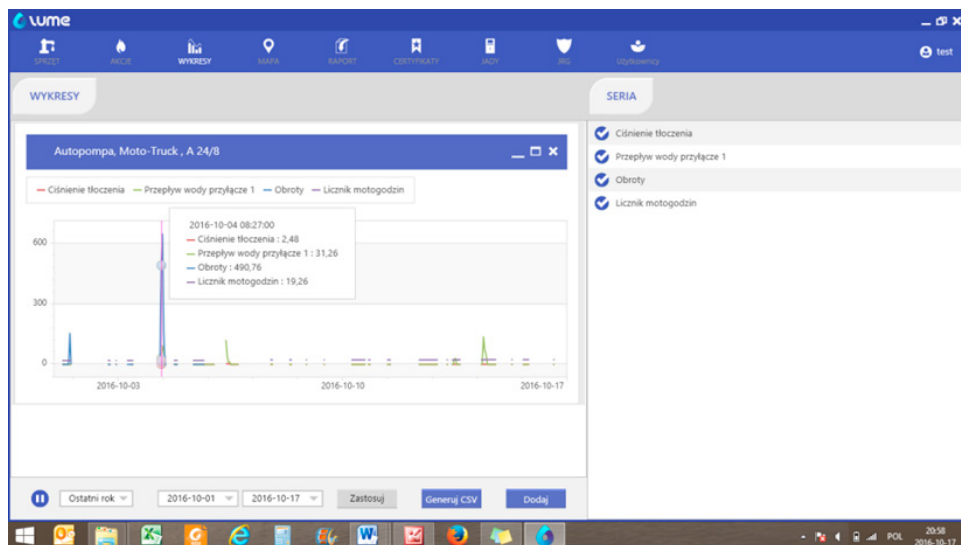 lume
SPRZĘT AKCJE WYKRESY MAPA RAPORT CERTYFIKATY JADY JRG Użytkownicy test
WYKRESY
SERIA
Autopompa, Moto-Truck , A 24/8
Ciśnienie tłoczenia Przepływ wody przyłącze 1 Obroty Licznik motogodzin
2016-10-04 08:27:00
Ciśnienie tłoczenia : 2,48
Przepływ wody przyłącze 1 : 31,26
Obroty : 490,76
Licznik motogodzin : 19,26
600
300
0
2016-10-03 2016-10-10 2016-10-17
Ciśnienie tłoczenia
Przepływ wody przyłącze 1
Obroty
Licznik motogodzin
Ostatni rok 2016-10-01 2016-10-17 Zastosuj Generuj CSV Dodaj
POL 20:58
2016-10-17